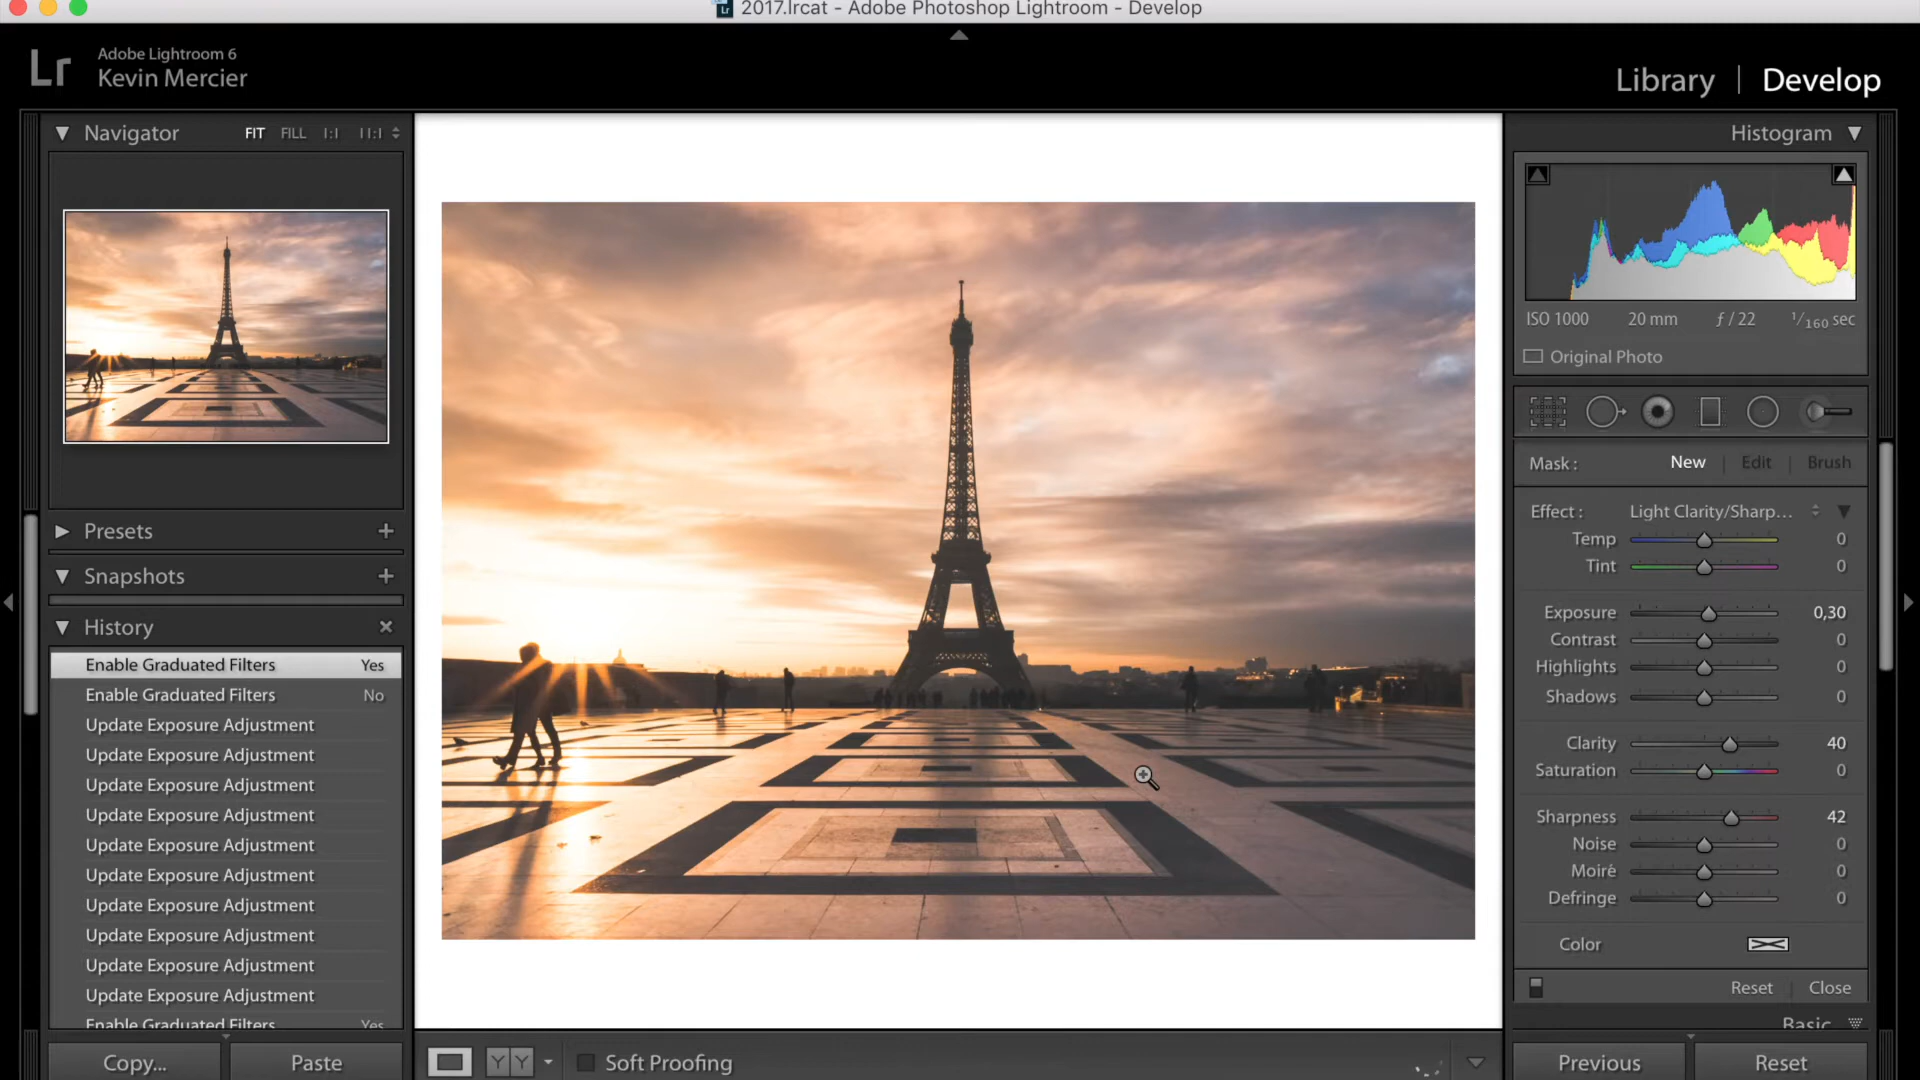 2017.lrcat - Adobe Photoshop Lightroom - Develop
Lr
Adobe Lightroom 6
Kevin Mercier
Library | Develop
Navigator FIT FILL 1:1 11:1
Presets +
Snapshots +
History ×
Enable Graduated Filters Yes
Enable Graduated Filters No
Update Exposure Adjustment
Update Exposure Adjustment
Update Exposure Adjustment
Update Exposure Adjustment
Update Exposure Adjustment
Update Exposure Adjustment
Update Exposure Adjustment
Update Exposure Adjustment
Update Exposure Adjustment
Update Exposure Adjustment
Enable Graduated Filters Yes
Copy... Paste
YY Soft Proofing
Histogram
ISO 1000 20 mm ƒ / 22 1/160 sec
Original Photo
Mask : New | Edit | Brush
Effect : Light Clarity/Sharp...
Temp 0
Tint 0
Exposure 0,30
Contrast 0
Highlights 0
Shadows 0
Clarity 40
Saturation 0
Sharpness 42
Noise 0
Moiré 0
Defringe 0
Color
Reset Close
Basic
Previous Reset